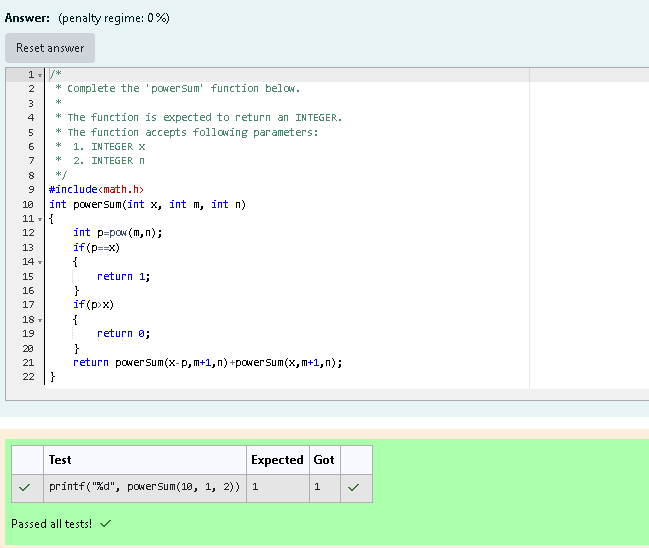 Answer: (penalty regime: 0 %)
Reset answer
1 /*
2  * Complete the 'powerSum' function below.
3  *
4  * The function is expected to return an INTEGER.
5  * The function accepts following parameters:
6  *  1. INTEGER x
7  *  2. INTEGER n
8  */
9 #include<math.h>
10 int powerSum(int x, int m, int n)
11 {
12     int p=pow(m,n);
13     if(p==x)
14     {
15         return 1;
16     }
17     if(p>x)
18     {
19         return 0;
20     }
21     return powerSum(x-p,m+1,n)+powerSum(x,m+1,n);
22 }
Test Expected Got
printf("%d", powerSum(10, 1, 2)) 1 1
Passed all tests!